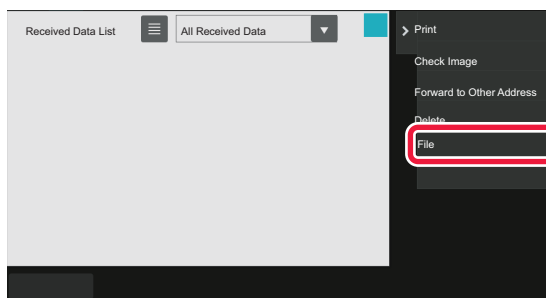 Received Data List
All Received Data
Print
Check Image
Forward to Other Address
Delete
File